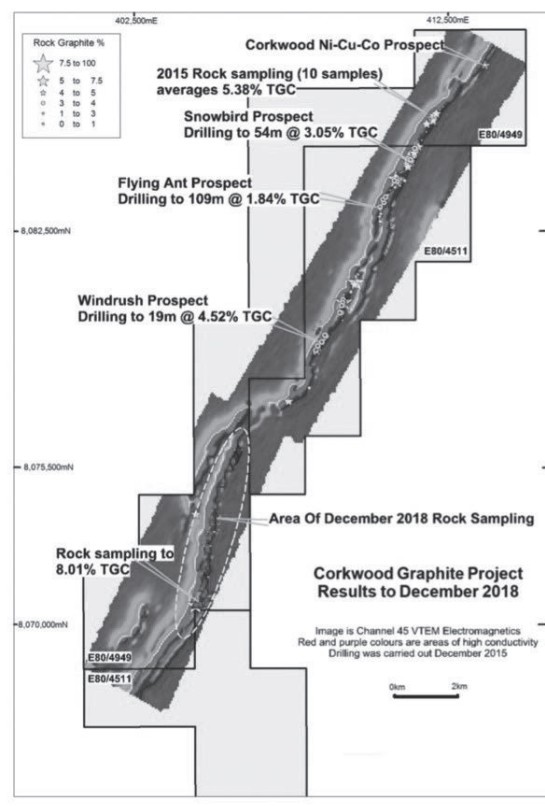 402,500mE
412,500mE
Rock Graphite %
7.5 to 100
5 to 7.5
4 to 5
3 to 4
1 to 3
0 to 1
Corkwood Ni-Cu-Co Prospect
2015 Rock sampling (10 samples)
averages 5.38% TGC
Snowbird Prospect
Drilling to 54m @ 3.05% TGC
E80/4949
Flying Ant Prospect
Drilling to 109m @ 1.84% TGC
8,082,500mN
E80/4511
Windrush Prospect
Drilling to 19m @ 4.52% TGC
8,075,500mN
Area Of December 2018 Rock Sampling
Rock sampling to
8.01% TGC
Corkwood Graphite Project
Results to December 2018
8,070,000mN
Image is Channel 45 VTEM Electromagnetics
Red and purple colours are areas of high conductivity
Drilling was carried out December 2015
E80/4949
E80/4511
0km
2km